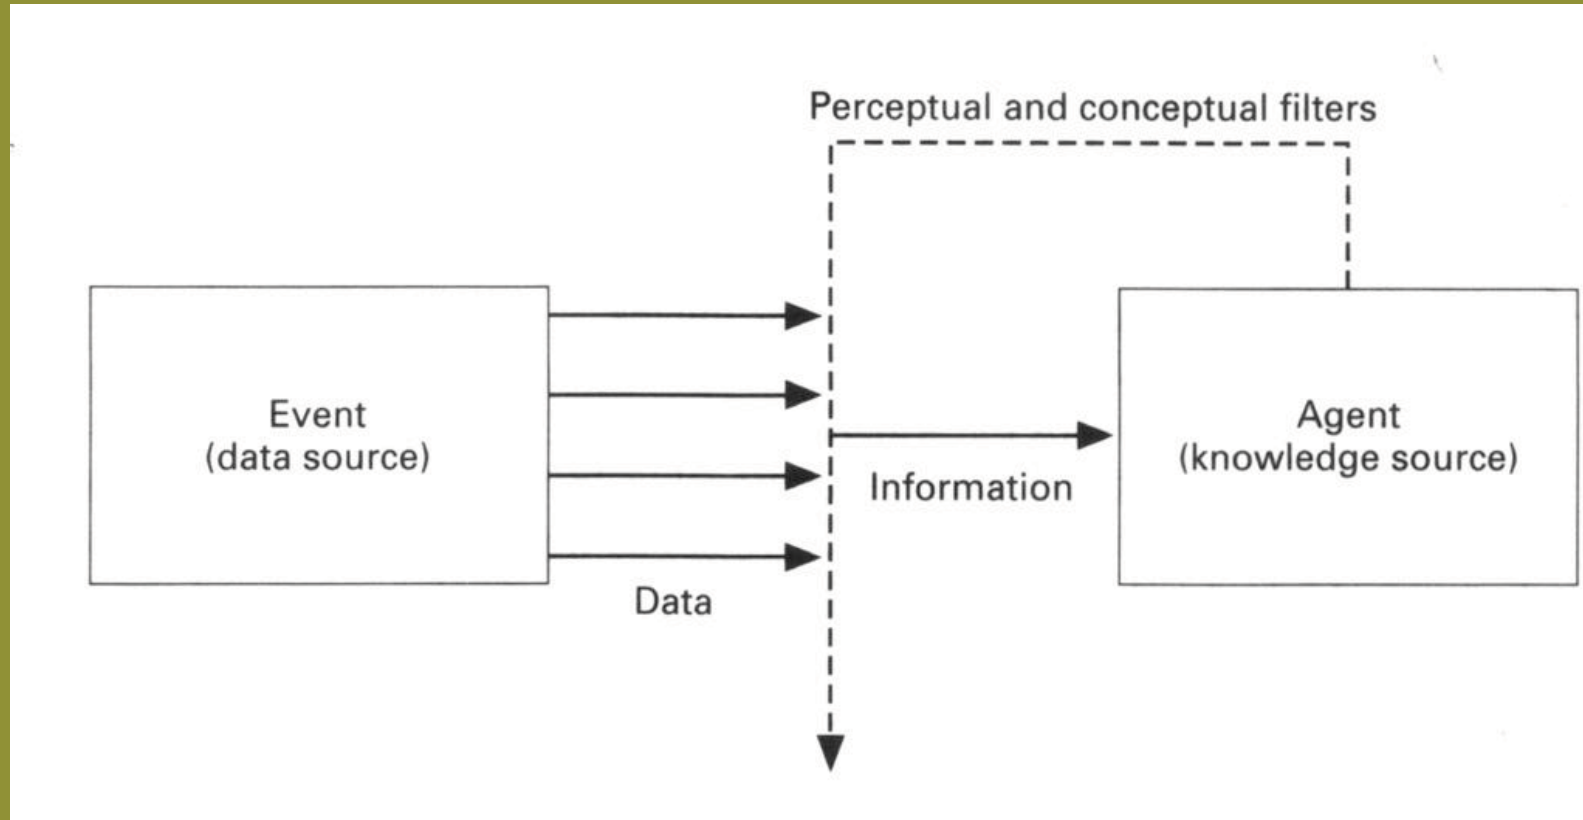 Perceptual and conceptual filters
Event
(data source)
Agent
(knowledge source)
Information
Data